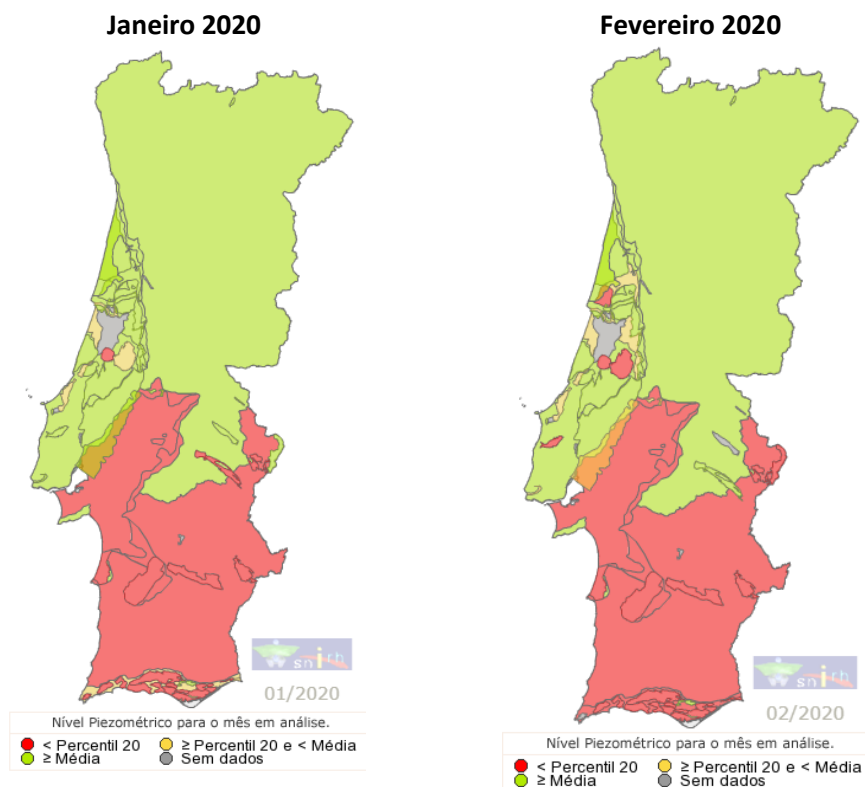 Janeiro 2020
Fevereiro 2020
snirh
01/2020
Nível Piezométrico para o mês em análise.
< Percentil 20
≥ Percentil 20 e < Média
≥ Média
Sem dados
snirh
02/2020
Nível Piezométrico para o mês em análise.
< Percentil 20
≥ Percentil 20 e < Média
≥ Média
Sem dados